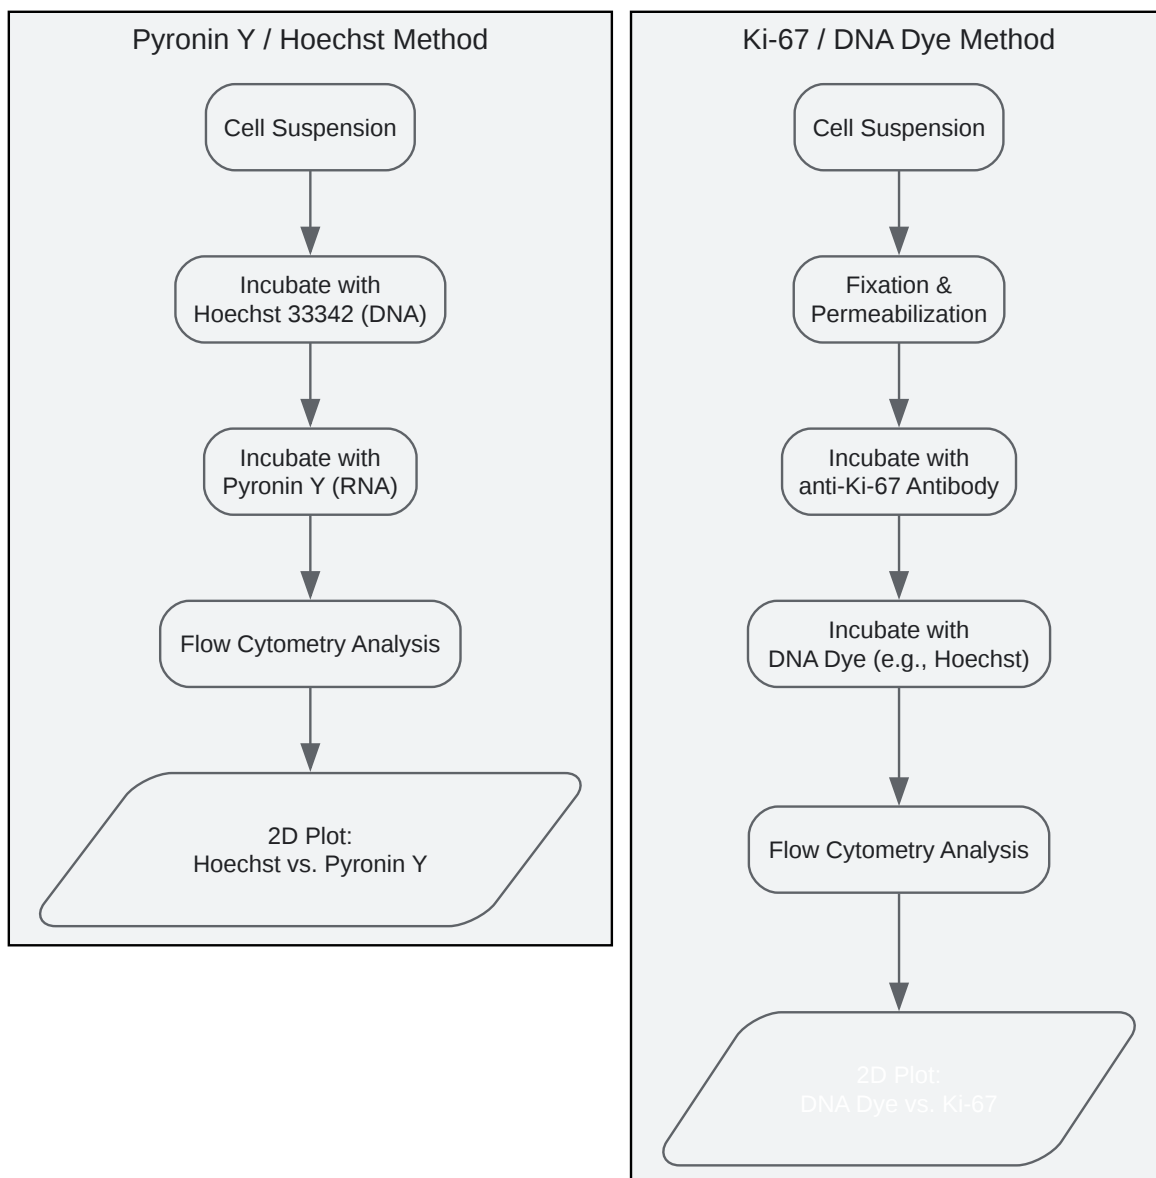 Pyronin Y / Hoechst Method
Cell Suspension
Incubate with
Hoechst 33342 (DNA)
Incubate with
Pyronin Y (RNA)
Flow Cytometry Analysis
2D Plot:
Hoechst vs. Pyronin Y
Ki-67 / DNA Dye Method
Cell Suspension
Fixation &
Permeabilization
Incubate with
anti-Ki-67 Antibody
Incubate with
DNA Dye (e.g., Hoechst)
Flow Cytometry Analysis
2D Plot:
DNA Dye vs. Ki-67